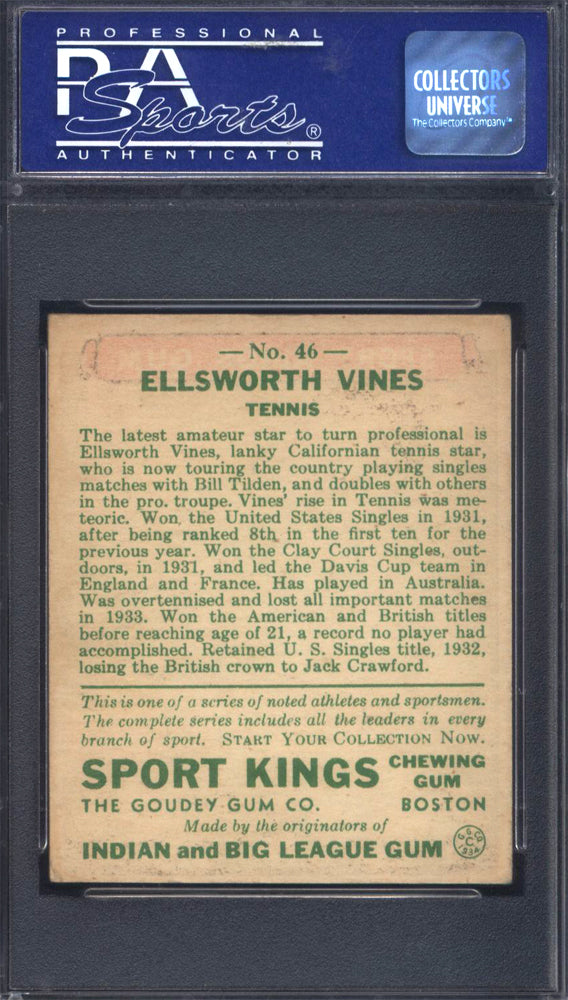 PROFESSIONAL
PSA
Sports®
AUTHENTICATOR
COLLECTORS
UNIVERSE
The Collectors Company™
— No. 46 —
ELLSWORTH VINES
TENNIS
The latest amateur star to turn professional is
Ellsworth Vines, lanky Californian tennis star,
who is now touring the country playing singles
matches with Bill Tilden, and doubles with others
in the pro. troupe. Vines' rise in Tennis was me-
teoric. Won the United States Singles in 1931,
after being ranked 8th in the first ten for the
previous year. Won the Clay Court Singles, out-
doors, in 1931, and led the Davis Cup team in
England and France. Has played in Australia.
Was overtennised and lost all important matches
in 1933. Won the American and British titles
before reaching age of 21, a record no player had
accomplished. Retained U. S. Singles title, 1932,
losing the British crown to Jack Crawford.
This is one of a series of noted athletes and sportsmen.
The complete series includes all the leaders in every
branch of sport. START YOUR COLLECTION NOW.
SPORT KINGS CHEWING GUM
THE GOUDEY GUM CO. BOSTON
Made by the originators of
INDIAN and BIG LEAGUE GUM
G.G.CO.
C